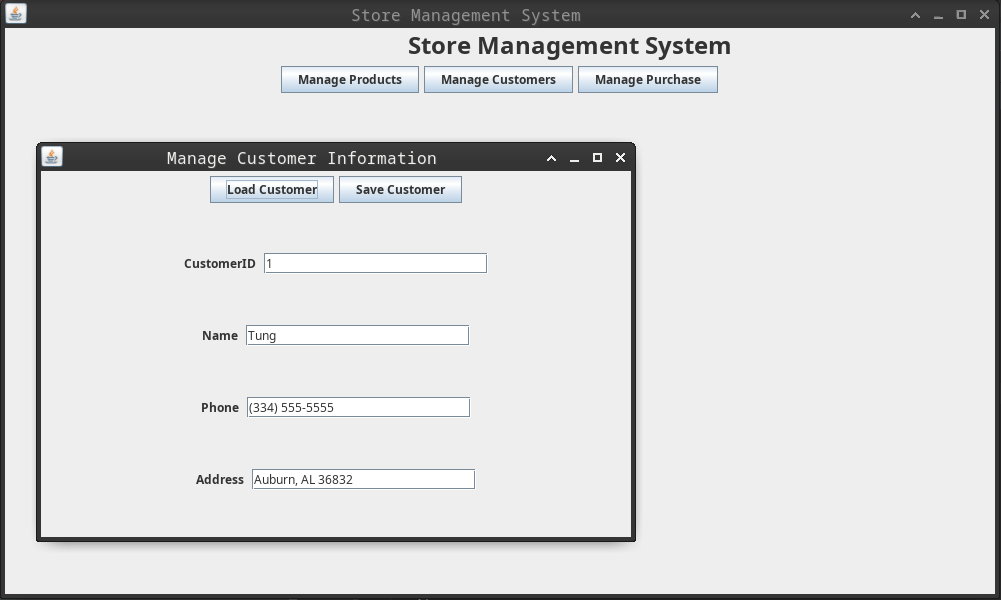 Store Management System
Store Management System
Manage Products Manage Customers Manage Purchase
Manage Customer Information
Load Customer Save Customer
CustomerID 1
Name Tung
Phone (334) 555-5555
Address Auburn, AL 36832